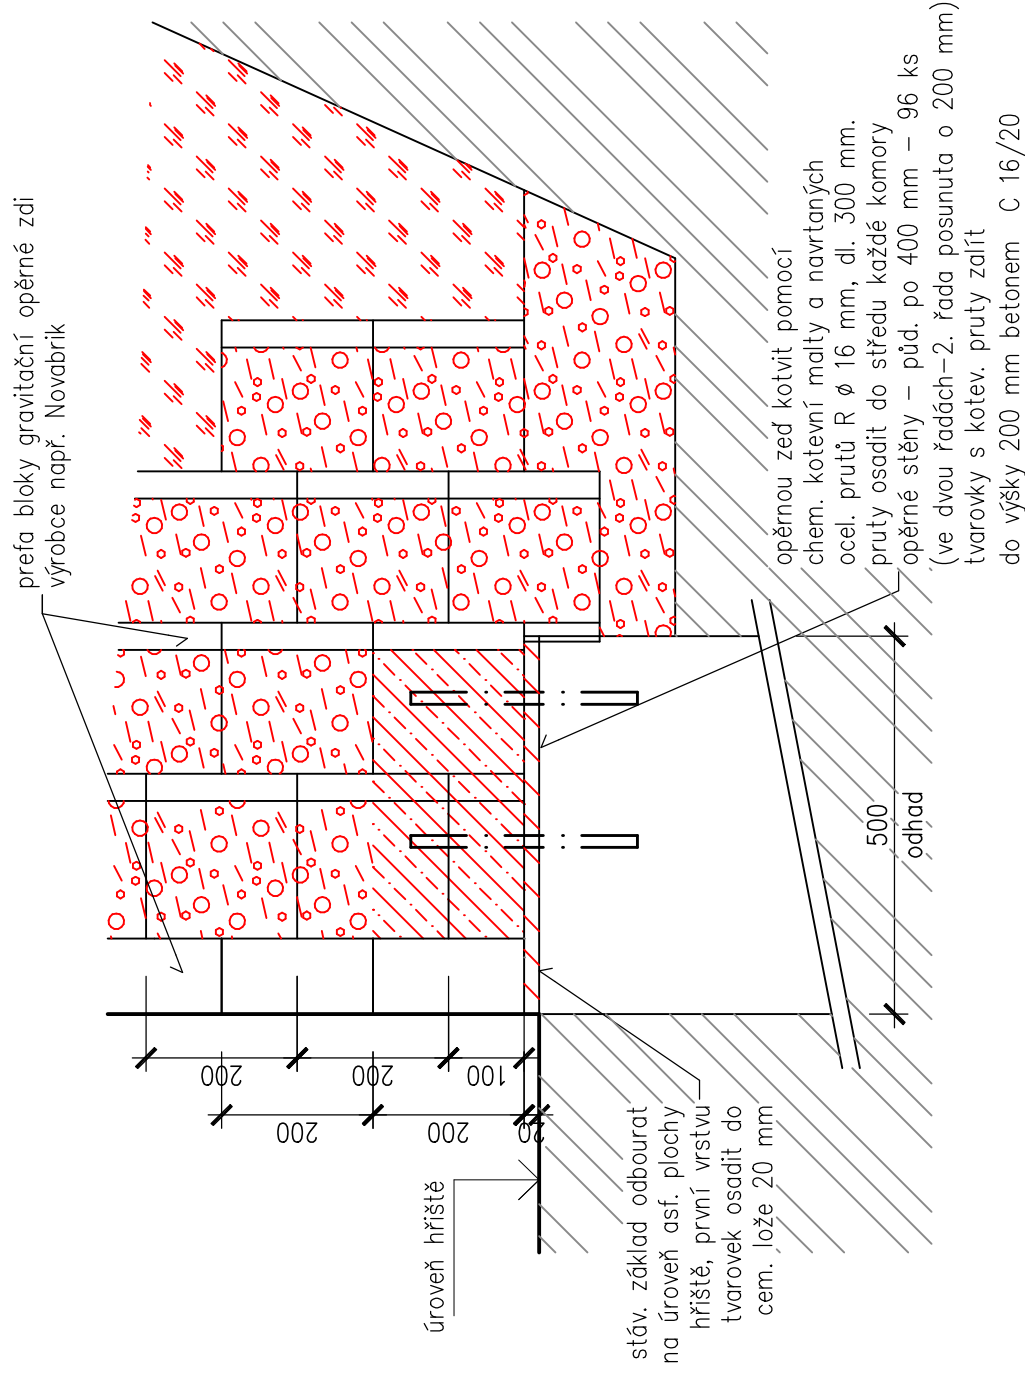 prefa bloky gravitační opěrné zdi
výrobce např. Novabrik
opěrnou zeď kotvit pomocí
chem. kotevní malty a navrtaných
ocel. prutů R ø 16 mm, dl. 300 mm.
pruty osadit do středu každé komory
opěrné stěny – půd. po 400 mm – 96 ks
(ve dvou řadách–2. řada posunuta o 200 mm)
tvarovky s kotev. pruty zalít
do výšky 200 mm betonem C 16/20
500
odhad
200
200
100
200
200
20
úroveň hřiště
stáv. základ odbourat
na úroveň asf. plochy
hřiště, první vrstvu
tvarovek osadit do
cem. lože 20 mm